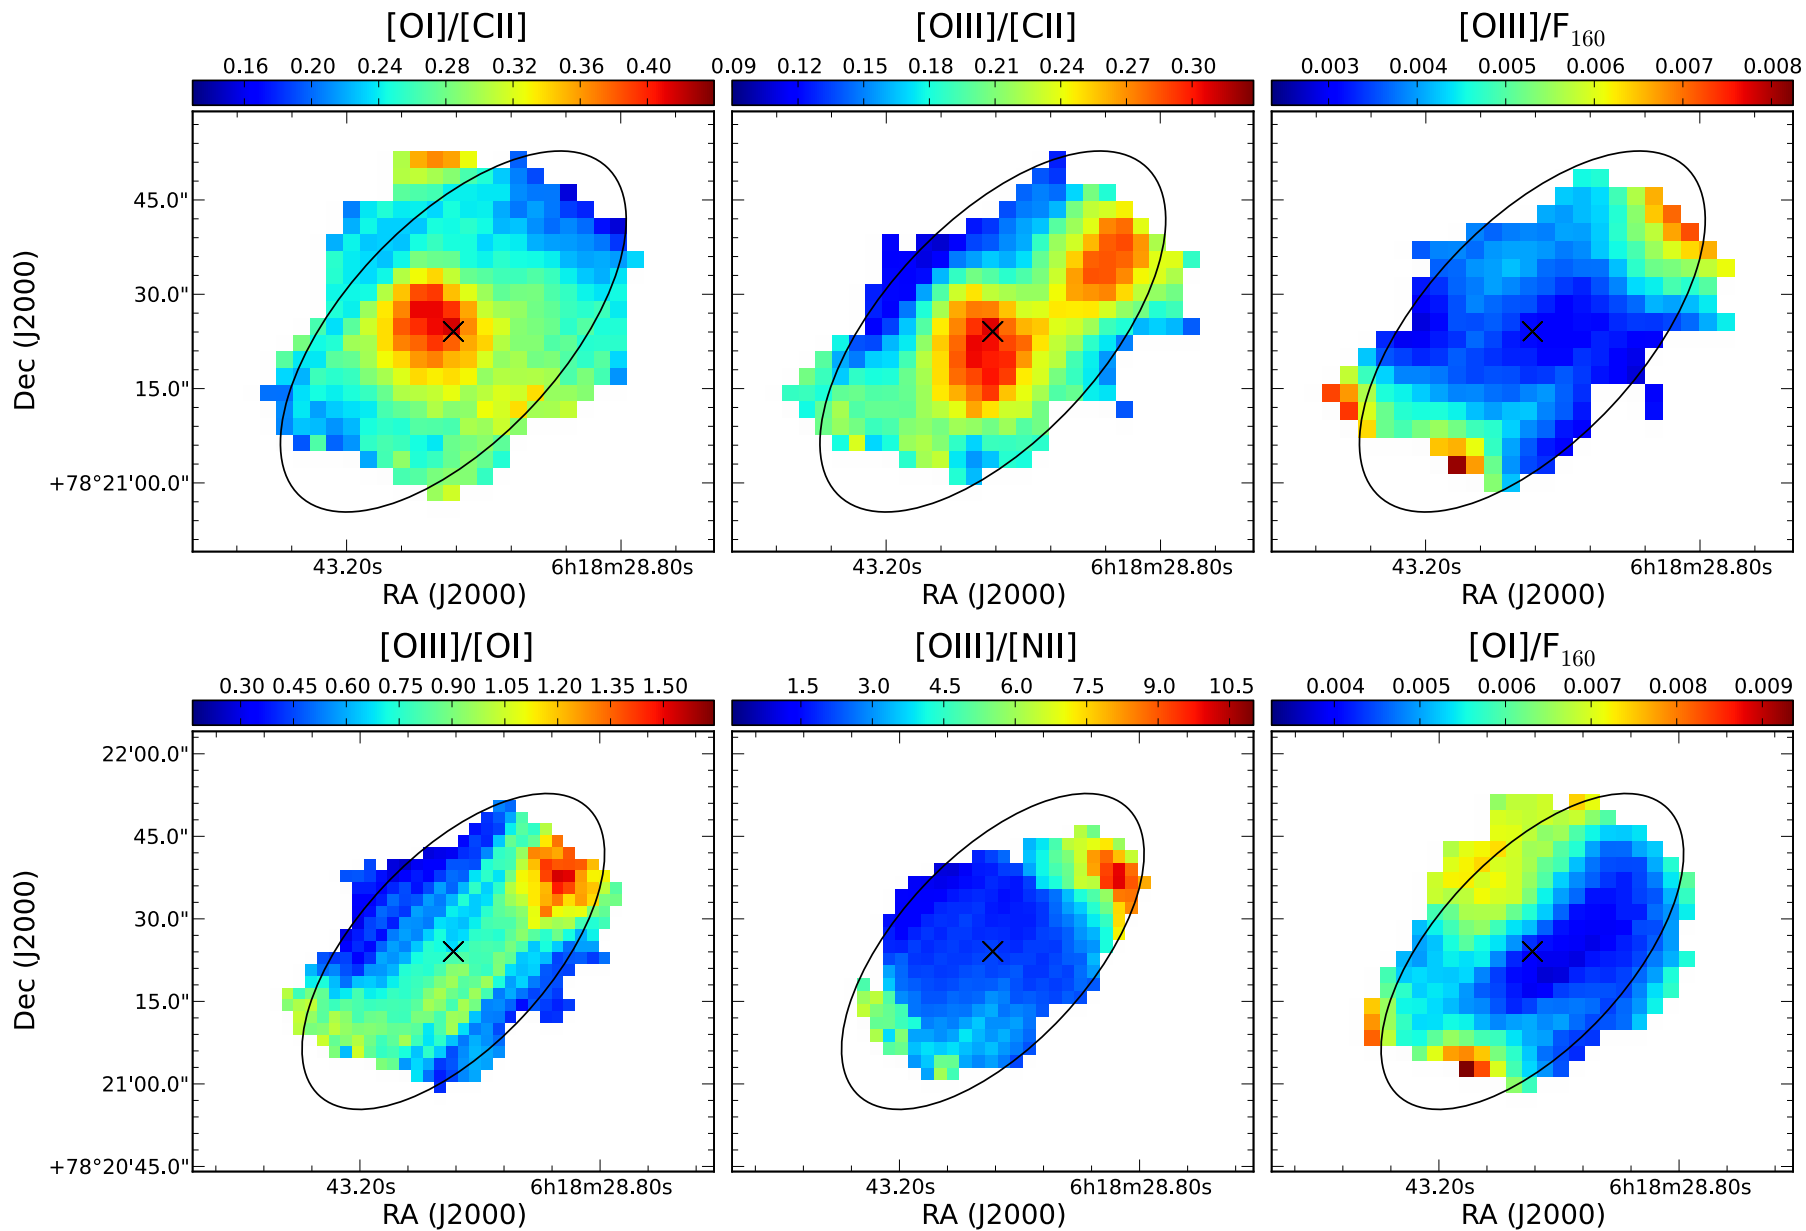 [OI]/[CII]
[OIII]/[CII]
[OIII]/F₁₆₀
0.16 0.20 0.24 0.28 0.32 0.36 0.40
0.09 0.12 0.15 0.18 0.21 0.24 0.27 0.30
0.003 0.004 0.005 0.006 0.007 0.008
45.0"
30.0"
15.0"
+78°21'00.0"
Dec (J2000)
43.20s 6h18m28.80s
43.20s 6h18m28.80s
43.20s 6h18m28.80s
RA (J2000)
RA (J2000)
RA (J2000)
[OIII]/[OI]
[OIII]/[NII]
[OI]/F₁₆₀
0.30 0.45 0.60 0.75 0.90 1.05 1.20 1.35 1.50
1.5 3.0 4.5 6.0 7.5 9.0 10.5
0.004 0.005 0.006 0.007 0.008 0.009
22'00.0"
45.0"
30.0"
15.0"
21'00.0"
+78°20'45.0"
Dec (J2000)
43.20s 6h18m28.80s
43.20s 6h18m28.80s
43.20s 6h18m28.80s
RA (J2000)
RA (J2000)
RA (J2000)